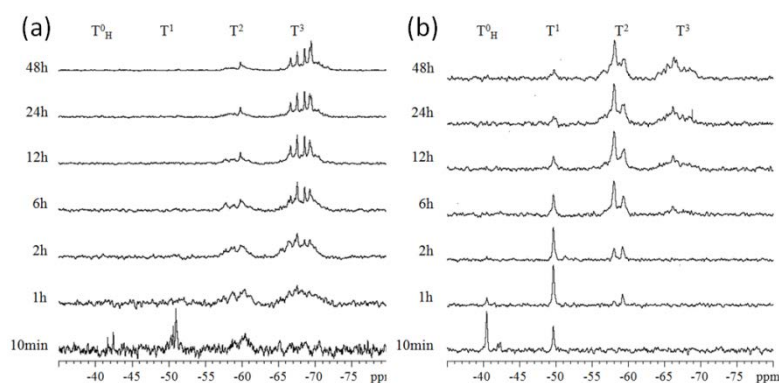 (a)
T⁰H T¹ T² T³
48h
24h
12h
6h
2h
1h
10min
-40 -45 -50 -55 -60 -65 -70 -75 ppm
(b)
T⁰H T¹ T² T³
48h
24h
12h
6h
2h
1h
10min
-40 -45 -50 -55 -60 -65 -70 -75 ppm